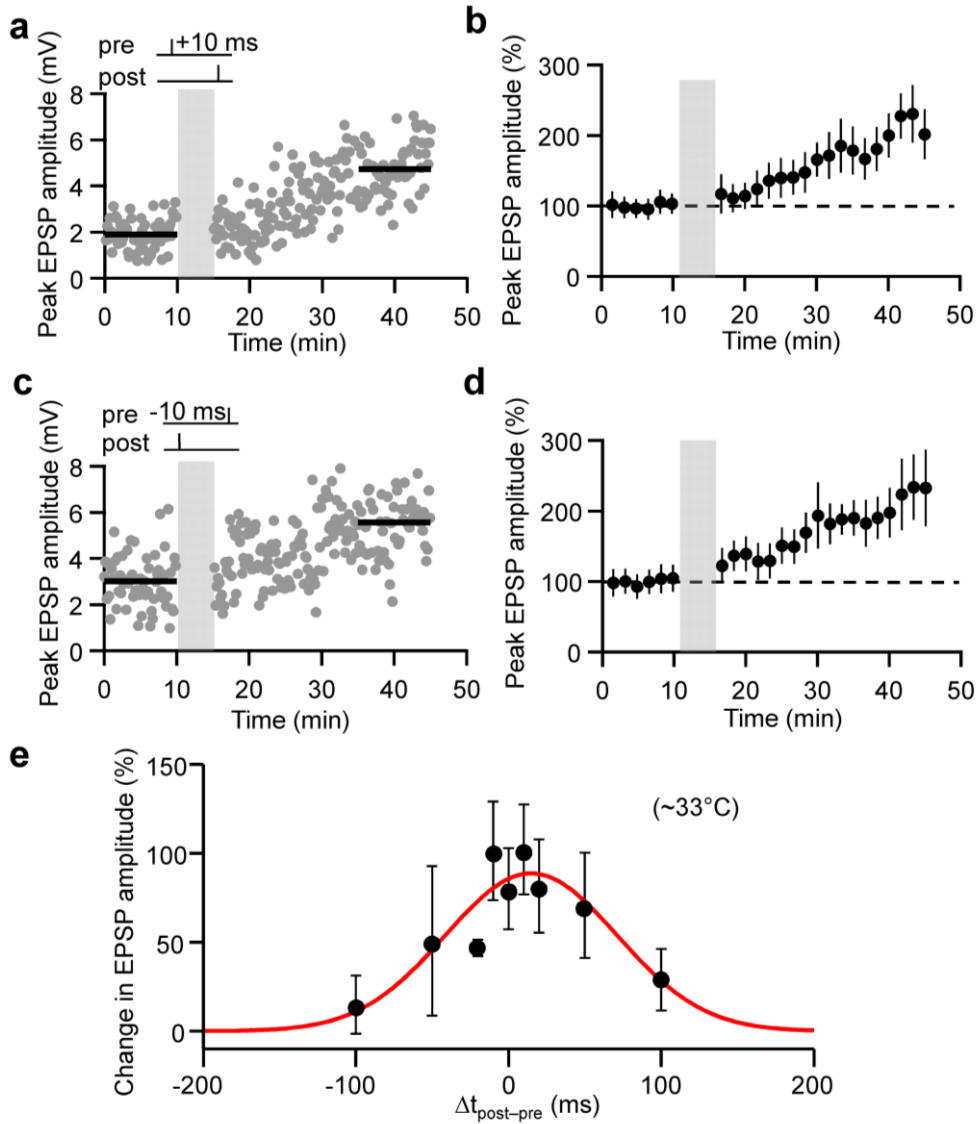 a
pre +10 ms
post
Peak EPSP amplitude (mV)
8
6
4
2
0
0 10 20 30 40 50
Time (min)
b
Peak EPSP amplitude (%)
300
200
100
0
0 10 20 30 40 50
Time (min)
c
pre -10 ms
post
Peak EPSP amplitude (mV)
8
6
4
2
0
0 10 20 30 40 50
Time (min)
d
Peak EPSP amplitude (%)
300
200
100
0
0 10 20 30 40 50
Time (min)
e
Change in EPSP amplitude (%)
150
100
50
0
(~33°C)
-200 -100 0 100 200
Δtpost–pre (ms)